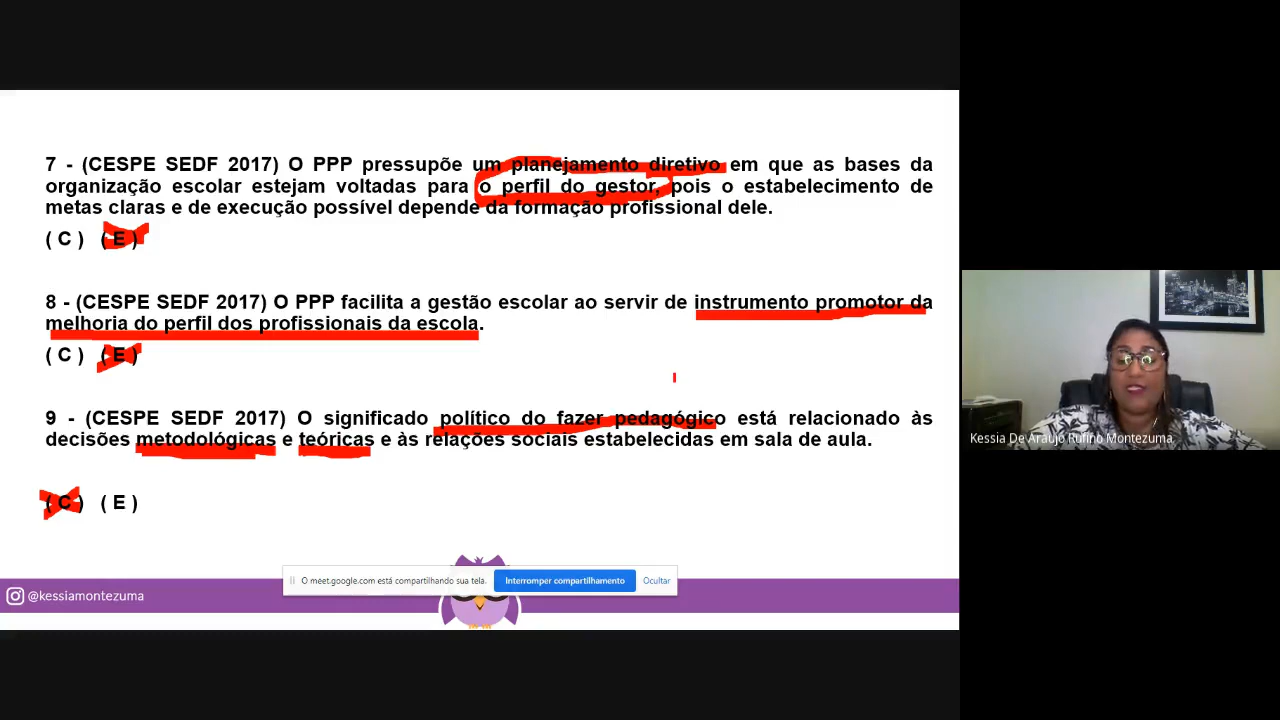 7 - (CESPE SEDF 2017) O PPP pressupõe um planejamento diretivo em que as bases da
organização escolar estejam voltadas para o perfil do gestor, pois o estabelecimento de
metas claras e de execução possível depende da formação profissional dele.
( C ) ( E )
8 - (CESPE SEDF 2017) O PPP facilita a gestão escolar ao servir de instrumento promotor da
melhoria do perfil dos profissionais da escola.
( C ) ( E )
9 - (CESPE SEDF 2017) O significado político do fazer pedagógico está relacionado às
decisões metodológicas e teóricas e às relações sociais estabelecidas em sala de aula.
( C ) ( E )
O meet.google.com está compartilhando sua tela. Interromper compartilhamento Ocultar
@kessiamontezuma
Kessia De Araujo Rufino Montezuma